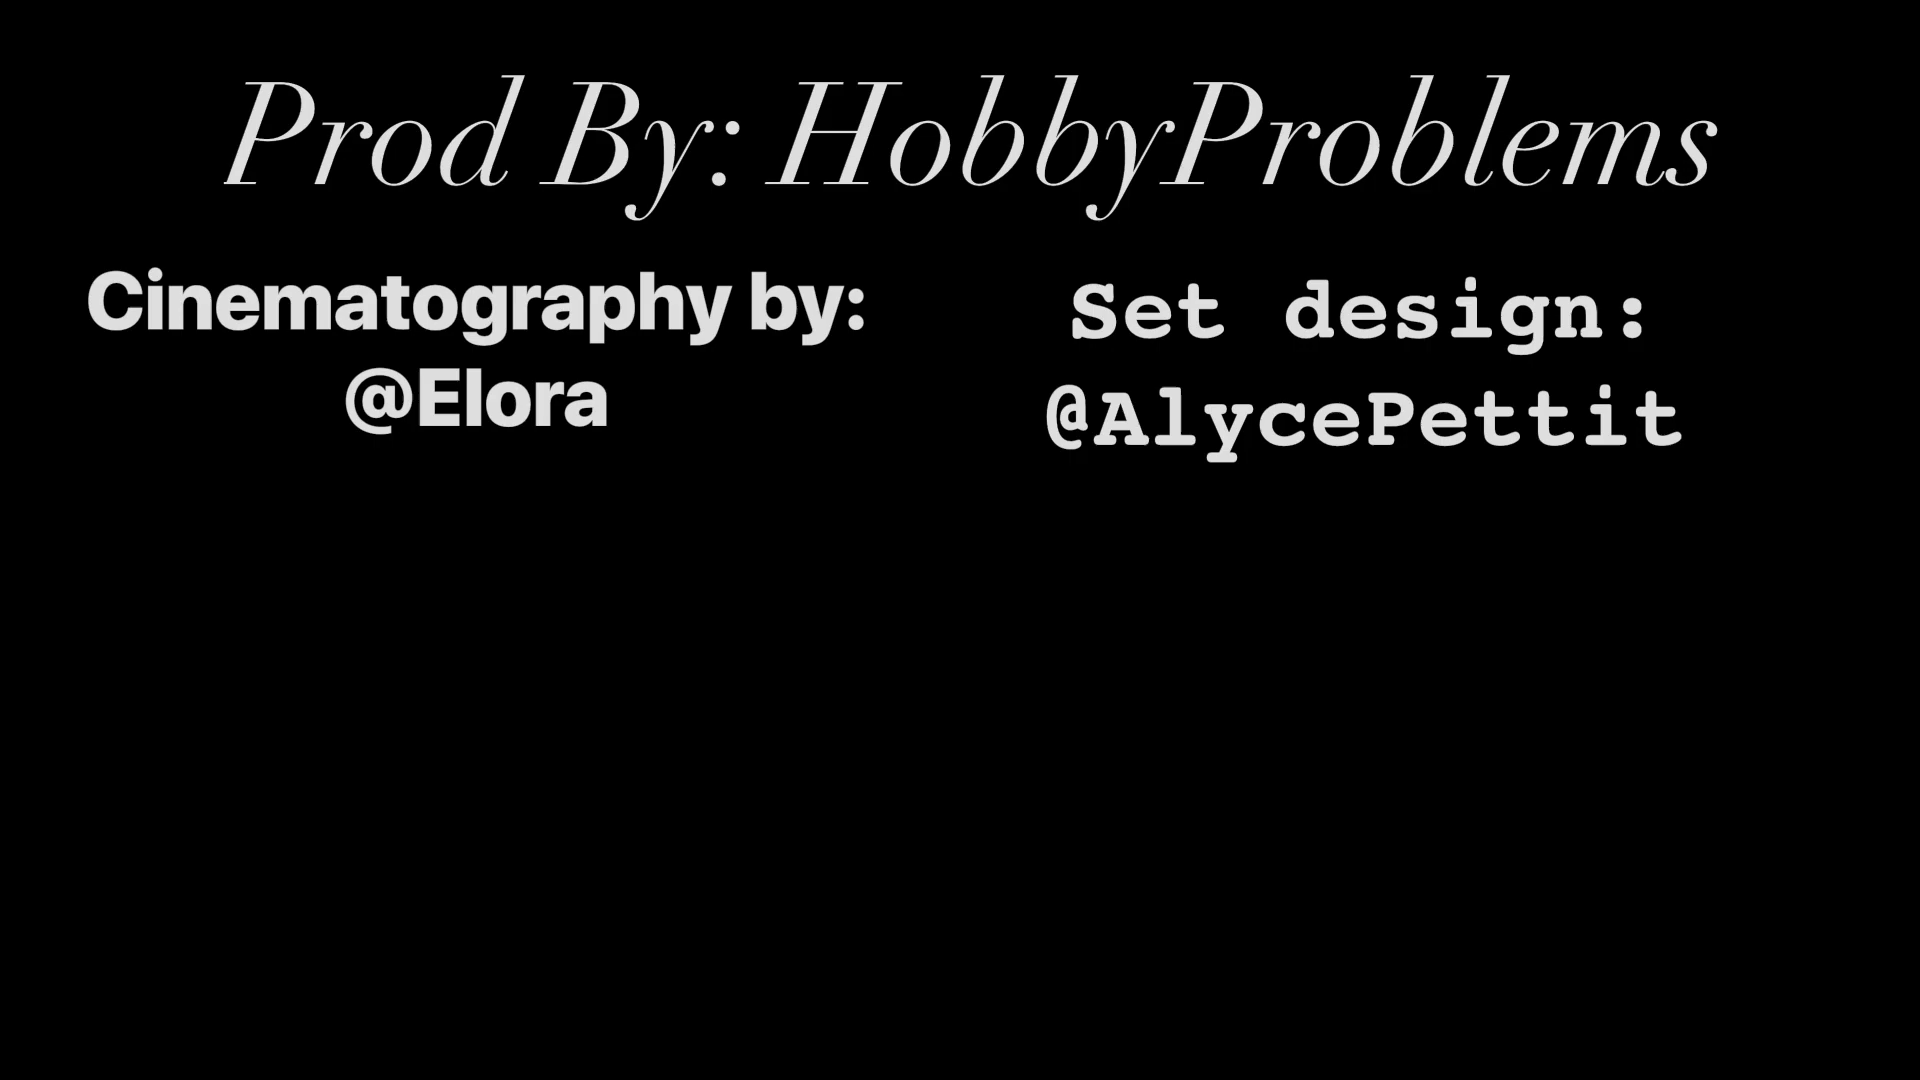 Prod By: HobbyProblems
Cinematography by:
@Elora
Set design:
@AlycePettit